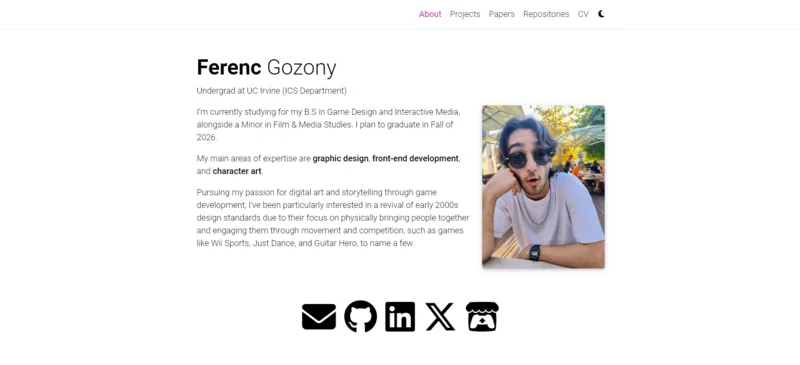 About Projects Papers Repositories CV
Ferenc Gozony
Undergrad at UC Irvine (ICS Department)
I'm currently studying for my B.S in Game Design and Interactive Media,
alongside a Minor in Film & Media Studies. I plan to graduate in Fall of
2026.
My main areas of expertise are graphic design, front-end development,
and character art.
Pursuing my passion for digital art and storytelling through game
development, I've been particularly interested in a revival of early 2000s
design standards due to their focus on physically bringing people together
and engaging them through movement and competition, such as games
like Wii Sports, Just Dance, and Guitar Hero, to name a few.